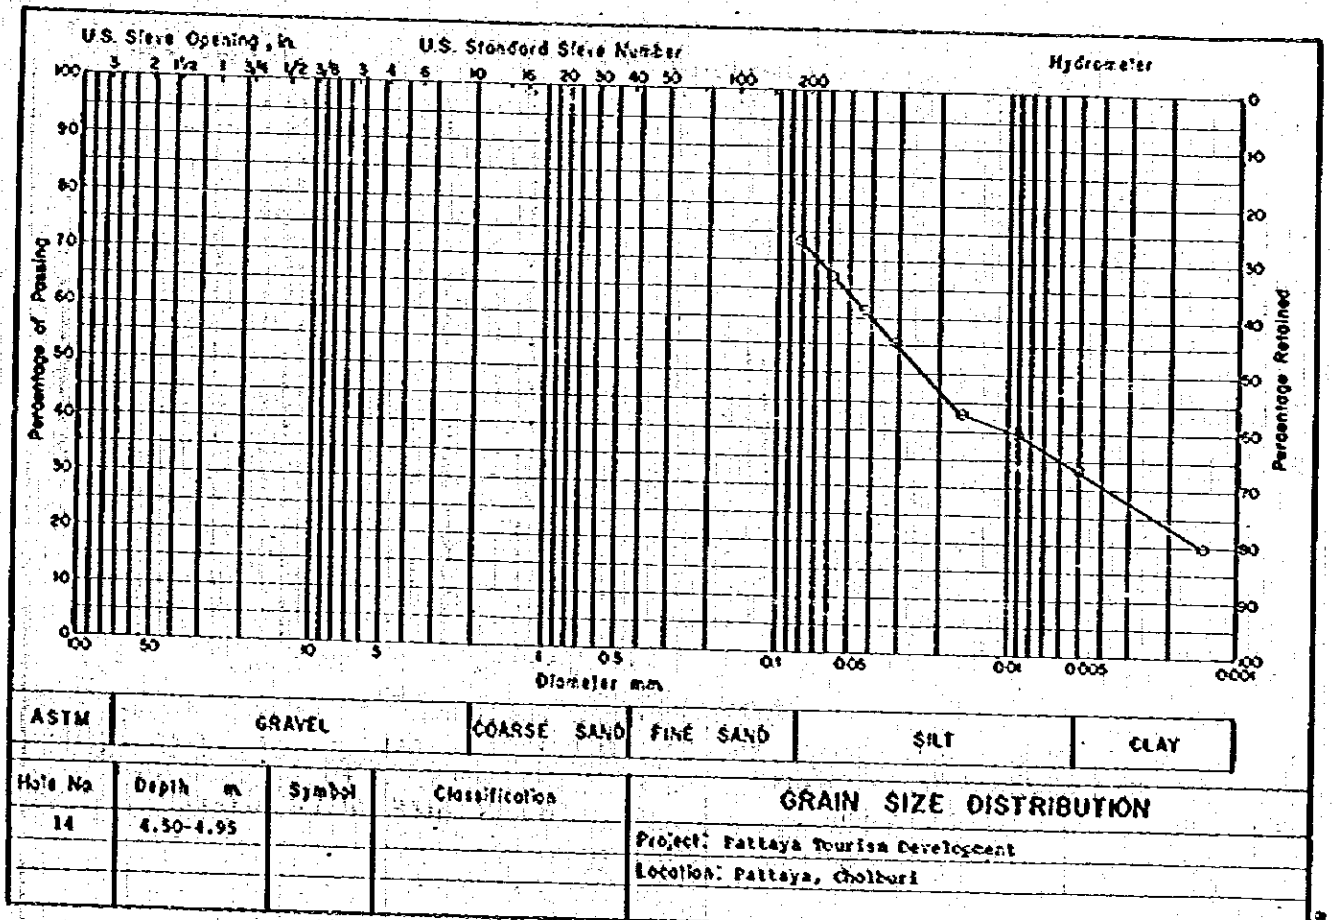 U.S. Sieve Opening, in. U.S. Standard Sieve Number Hydrometer
3 2 1½ 1 3/4 1/2 3/8 3 4 6 10 16 20 30 40 50 100 200
100 0
90 10
80 20
70 30
60 40
50 50
40 60
30 70
20 80
10 90
0 100
Percentage of Passing
Percentage Retained
100 50 10 5 1 0.5 0.1 0.05 0.01 0.005 0.001
Diameter mm.
ASTM GRAVEL COARSE SAND FINE SAND SILT CLAY
Hole No. Depth m. Symbol Classification GRAIN SIZE DISTRIBUTION
14 4.50-4.95
Project: Pattaya Tourism Development
Location: Pattaya, Cholburi